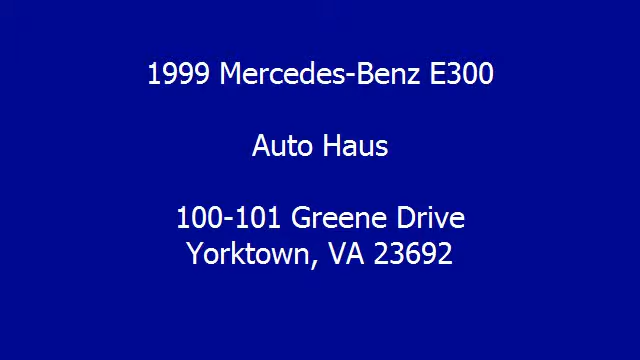 1999 Mercedes-Benz E300
Auto Haus
100-101 Greene Drive
Yorktown, VA 23692